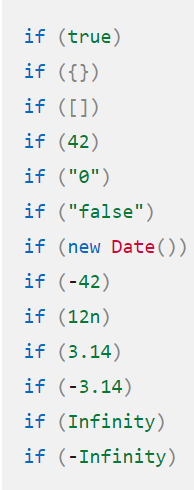 if (true)
if ({})
if ([])
if (42)
if ("0")
if ("false")
if (new Date())
if (-42)
if (12n)
if (3.14)
if (-3.14)
if (Infinity)
if (-Infinity)